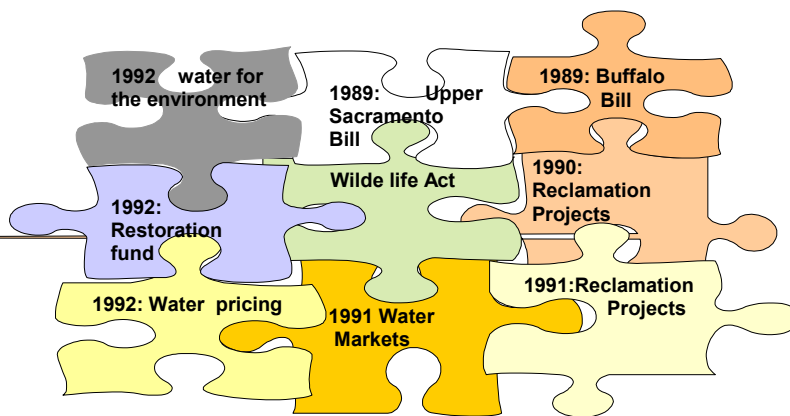 1992 water for
the environment
1989: Upper
Sacramento
Bill
1989: Buffalo
Bill
Wilde life Act
1990:
Reclamation
Projects
1992:
Restoration
fund
1992: Water pricing
1991 Water
Markets
1991:Reclamation
Projects